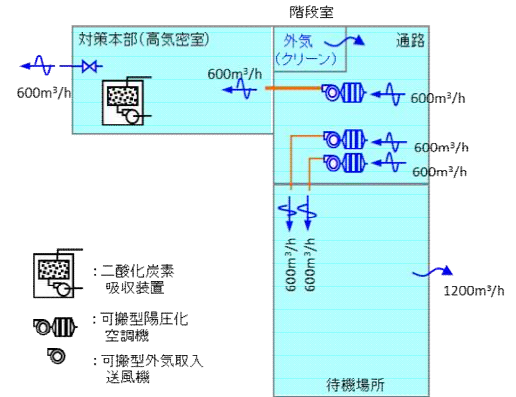 階段室
対策本部(高気密室)
外気
(クリーン)
通路
600m³/h
600m³/h
600m³/h
600m³/h
600m³/h
600m³/h
600m³/h
1200m³/h
待機場所
:二酸化炭素
吸収装置
:可搬型陽圧化
空調機
:可搬型外気取入
送風機